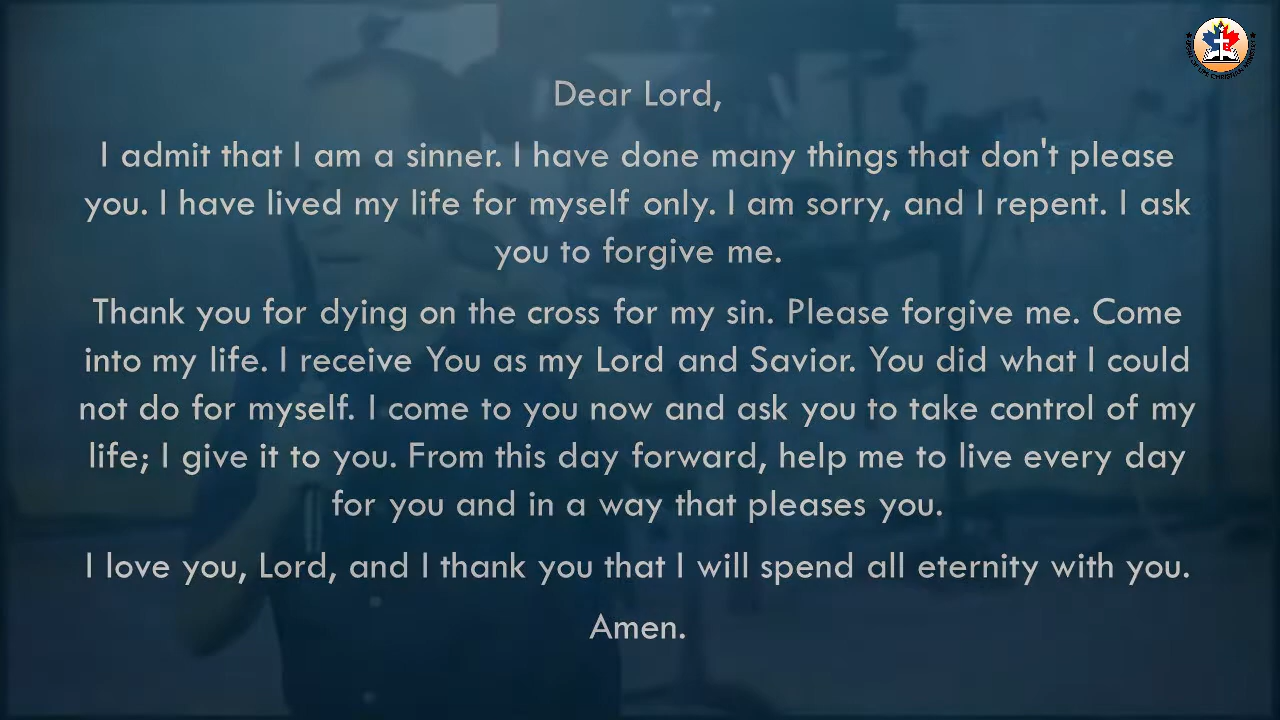 Dear Lord,
I admit that I am a sinner. I have done many things that don't please
you. I have lived my life for myself only. I am sorry, and I repent. I ask
you to forgive me.
Thank you for dying on the cross for my sin. Please forgive me. Come
into my life. I receive You as my Lord and Savior. You did what I could
not do for myself. I come to you now and ask you to take control of my
life; I give it to you. From this day forward, help me to live every day
for you and in a way that pleases you.
I love you, Lord, and I thank you that I will spend all eternity with you.
Amen.